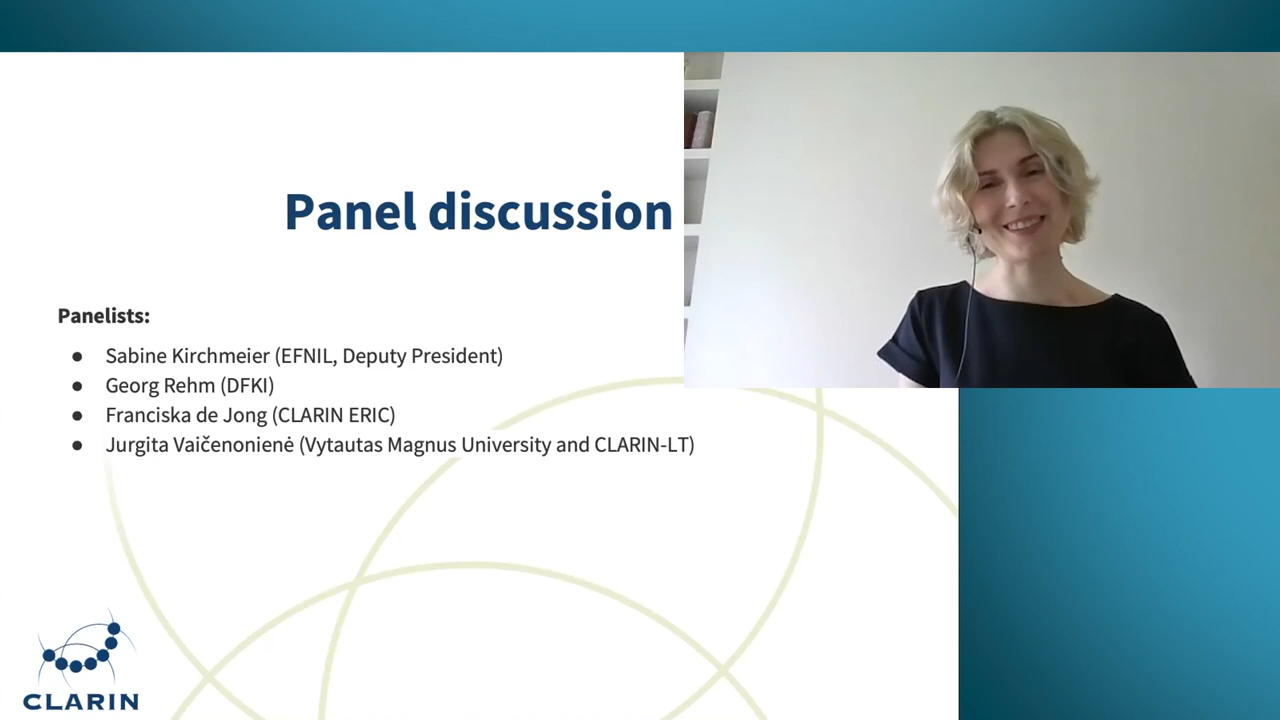 Panel discussion
Panelists:
● Sabine Kirchmeier (EFNIL, Deputy President)
● Georg Rehm (DFKI)
● Franciska de Jong (CLARIN ERIC)
● Jurgita Vaičenonienė (Vytautas Magnus University and CLARIN-LT)
CLARIN